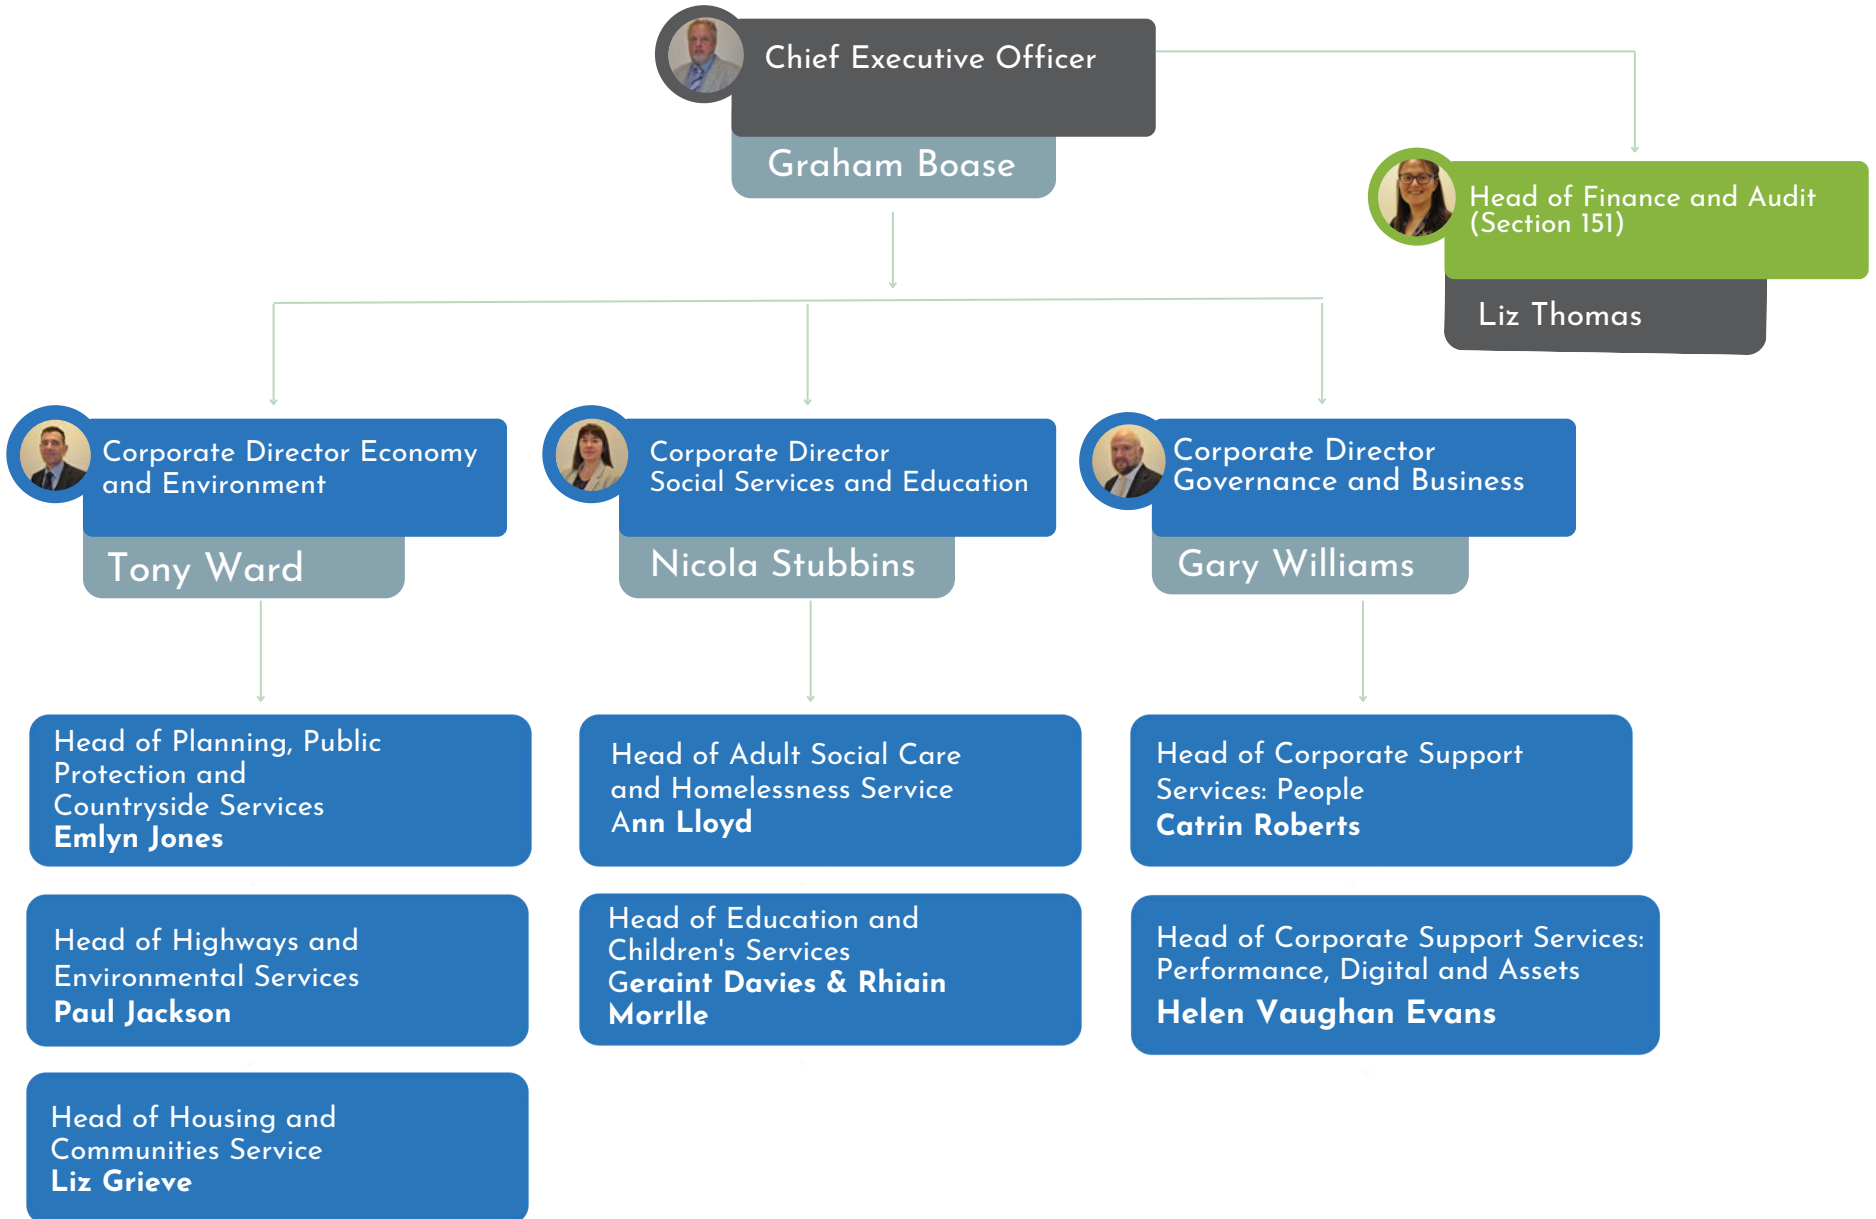 Chief Executive Officer
Graham Boase
Head of Finance and Audit
(Section 151)
Liz Thomas
Corporate Director Economy
and Environment
Tony Ward
Corporate Director
Social Services and Education
Nicola Stubbins
Corporate Director
Governance and Business
Gary Williams
Head of Planning, Public
Protection and
Countryside Services
Emlyn Jones
Head of Highways and
Environmental Services
Paul Jackson
Head of Housing and
Communities Service
Liz Grieve
Head of Adult Social Care
and Homelessness Service
Ann Lloyd
Head of Education and
Children's Services
Geraint Davies & Rhiain
Morrlle
Head of Corporate Support
Services: People
Catrin Roberts
Head of Corporate Support Services:
Performance, Digital and Assets
Helen Vaughan Evans